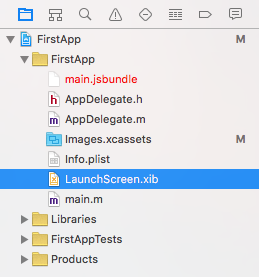 FirstApp M
FirstApp
main.jsbundle
AppDelegate.h
AppDelegate.m
Images.xcassets M
Info.plist
LaunchScreen.xib
main.m
Libraries
FirstAppTests
Products